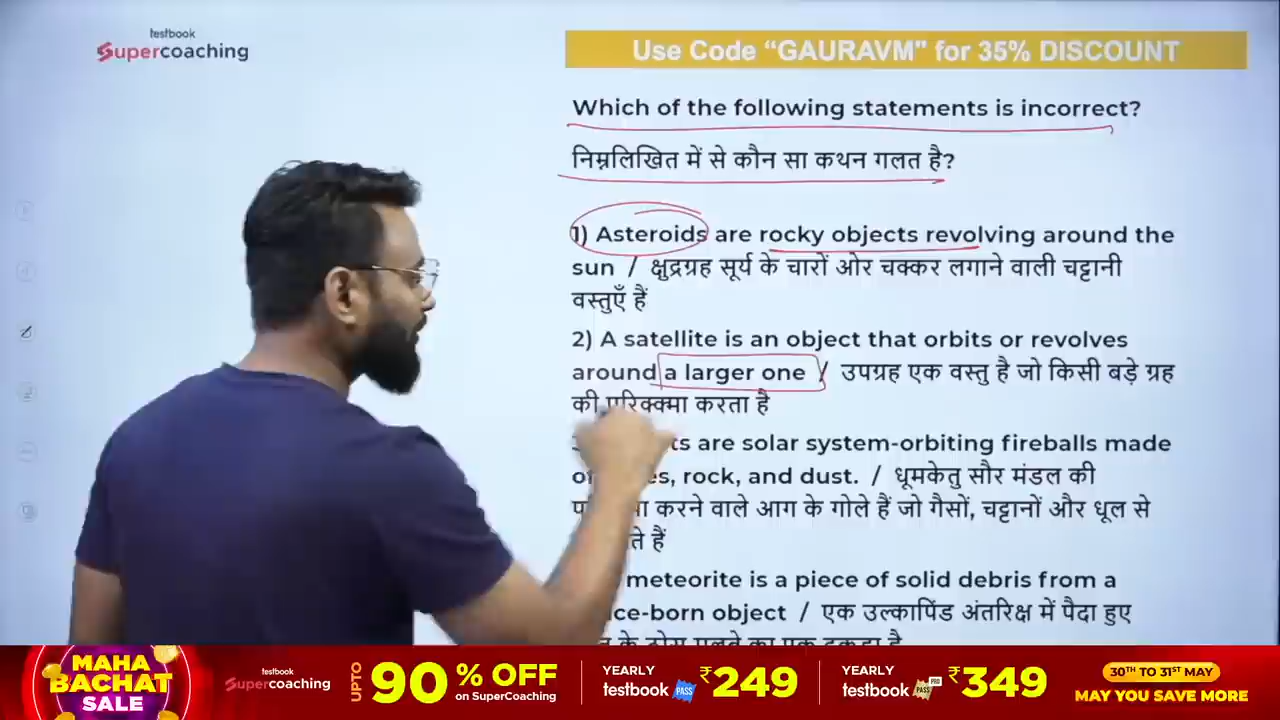 testbook
Supercoaching
Use Code “GAURAVM" for 35% DISCOUNT
Which of the following statements is incorrect?
निम्नलिखित में से कौन सा कथन गलत है?
1) Asteroids are rocky objects revolving around the
sun / क्षुद्रग्रह सूर्य के चारों ओर चक्कर लगाने वाली चट्टानी
वस्तुएँ हैं
2) A satellite is an object that orbits or revolves
around a larger one / उपग्रह एक वस्तु है जो किसी बड़े ग्रह
की परिक्क्मा करता है
are solar system-orbiting fireballs made
rock, and dust. / धूमकेतु सौर मंडल की
करने वाले आग के गोले हैं जो गैसों, चट्टानों और धूल से
हैं
meteorite is a piece of solid debris from a
object / एक उल्कापिंड अंतरिक्ष में पैदा हुए
MAHA
BACHAT
SALE
testbook
Supercoaching
UPTO
90% OFF
on SuperCoaching
YEARLY
testbook PASS
₹249
YEARLY
testbook PASS PRO
₹349
30TH TO 31ST MAY
MAY YOU SAVE MORE